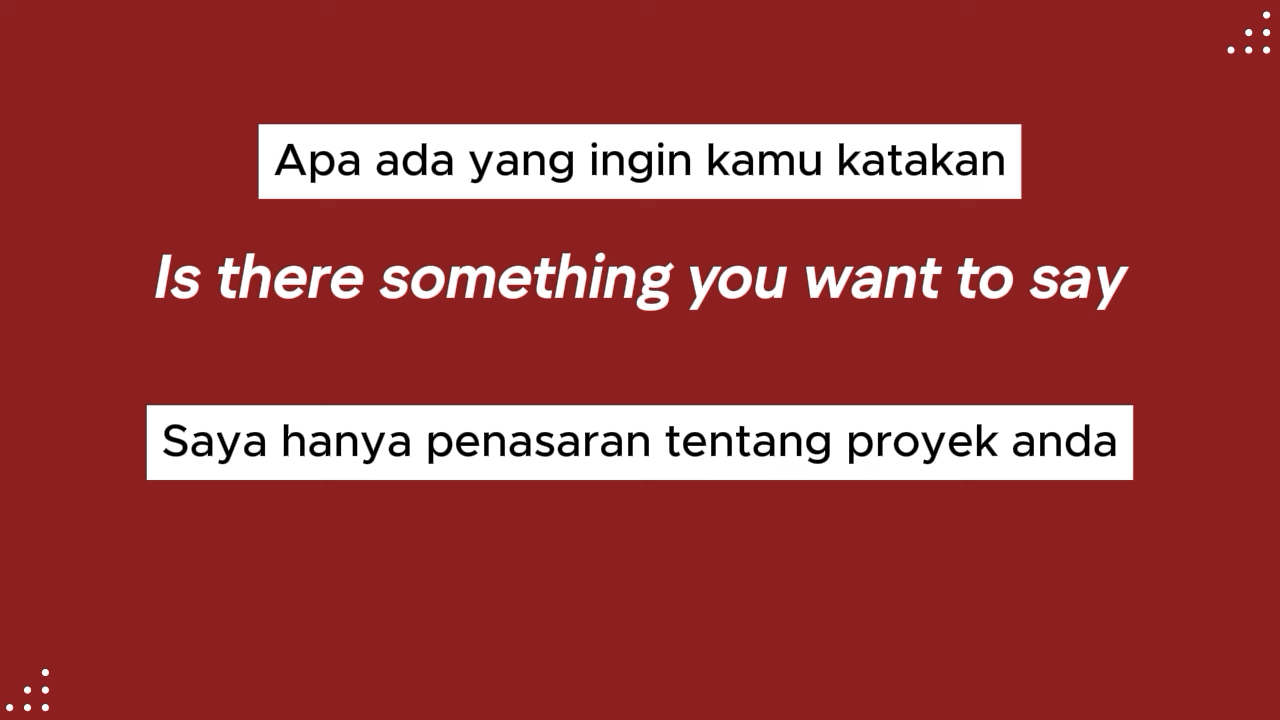 Apa ada yang ingin kamu katakan
Is there something you want to say
Saya hanya penasaran tentang proyek anda